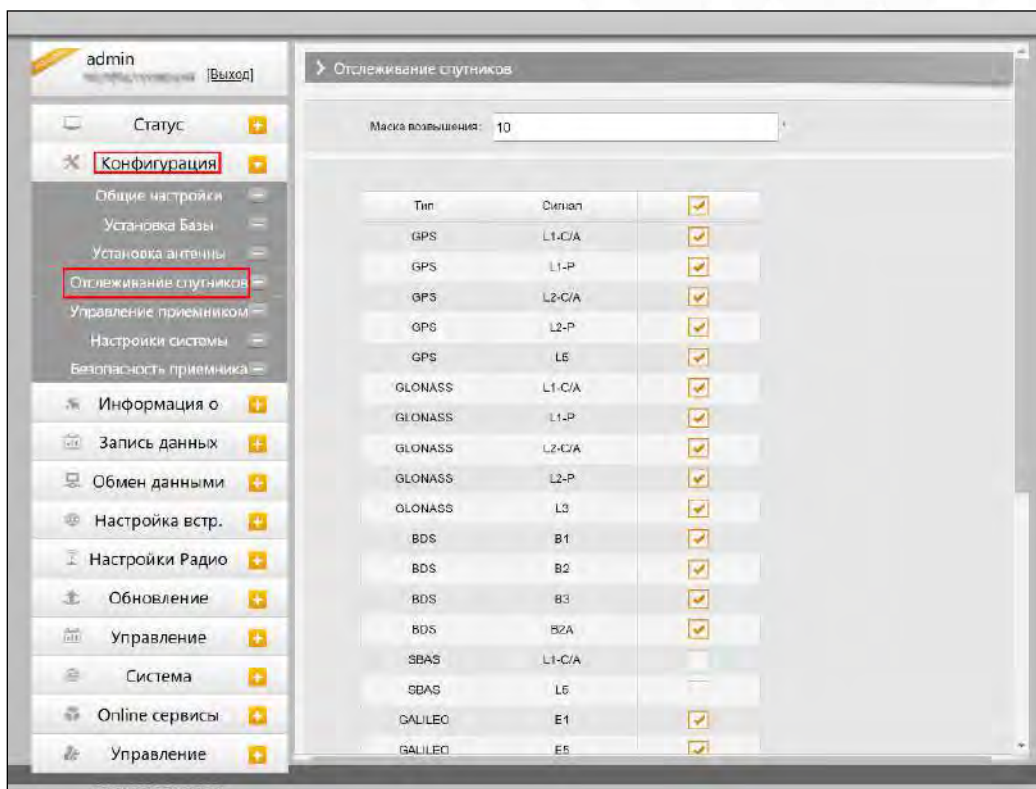 admin
[Выход]
Статус
Конфигурация
Общие настройки
Установка Базы
Установка антенны
Отслеживание спутников
Управление приемником
Настройки системы
Безопасность приемника
Информация о
Запись данных
Обмен данными
Настройка встр.
Настройки Радио
Обновление
Управление
Система
Online сервисы
Управление
Отслеживание спутников
Маска возвышения: 10 °
Тип Сигнал
GPS L1-C/A
GPS L1-P
GPS L2-C/A
GPS L2-P
GPS L5
GLONASS L1-C/A
GLONASS L1-P
GLONASS L2-C/A
GLONASS L2-P
GLONASS L3
BDS B1
BDS B2
BDS B3
BDS B2A
SBAS L1-C/A
SBAS L5
GALILEO E1
GALILEO E5